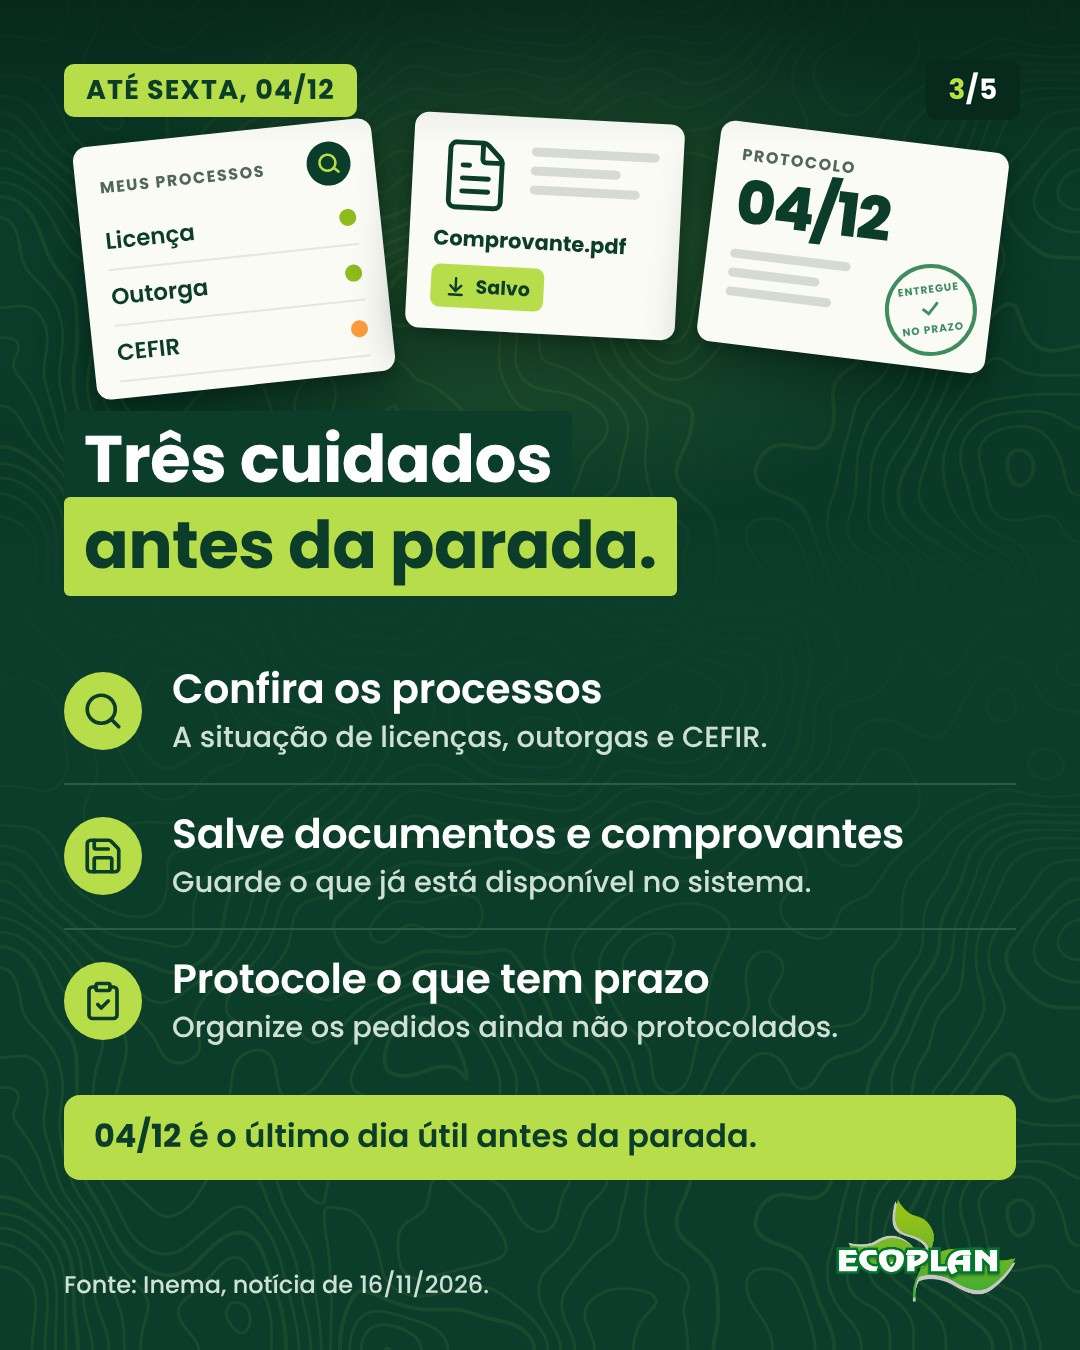 ATÉ SEXTA, 04/12
3/5
MEUS PROCESSOS
Licença
Outorga
CEFIR
Comprovante.pdf
Salvo
PROTOCOLO
04/12
ENTREGUE
NO PRAZO
Três cuidados
antes da parada.
Confira os processos
A situação de licenças, outorgas e CEFIR.
Salve documentos e comprovantes
Guarde o que já está disponível no sistema.
Protocole o que tem prazo
Organize os pedidos ainda não protocolados.
04/12 é o último dia útil antes da parada.
Fonte: Inema, notícia de 16/11/2026.
ECOPLAN